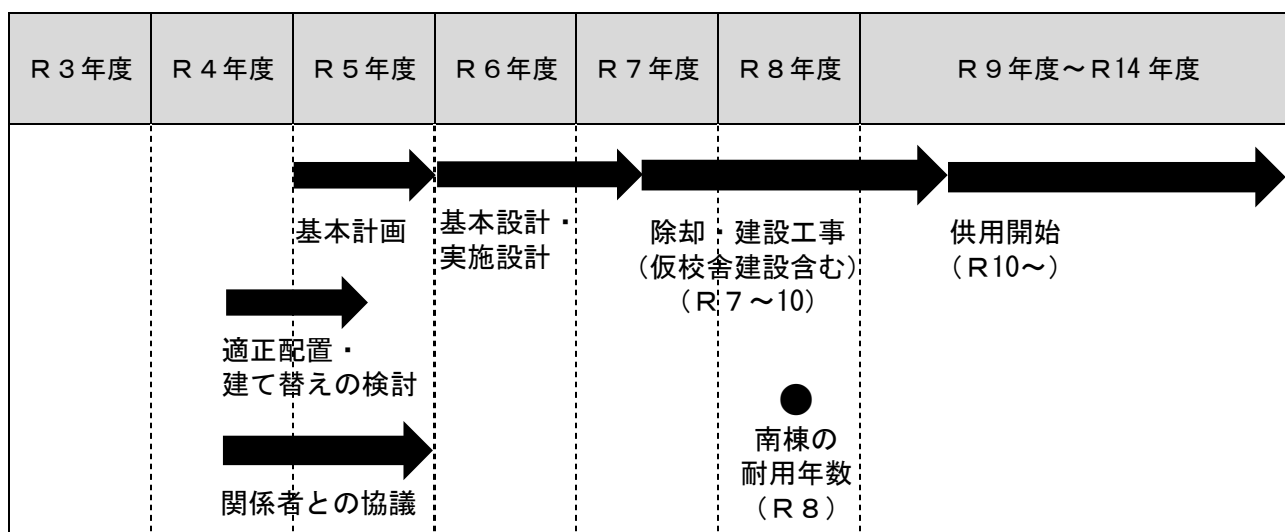 Ｒ３年度
Ｒ４年度
Ｒ５年度
Ｒ６年度
Ｒ７年度
Ｒ８年度
Ｒ９年度～Ｒ14年度
基本計画
基本設計・
実施設計
除却・建設工事
（仮校舎建設含む）
（Ｒ７～10）
供用開始
（Ｒ10～）
適正配置・
建て替えの検討
関係者との協議
南棟の
耐用年数
（Ｒ８）